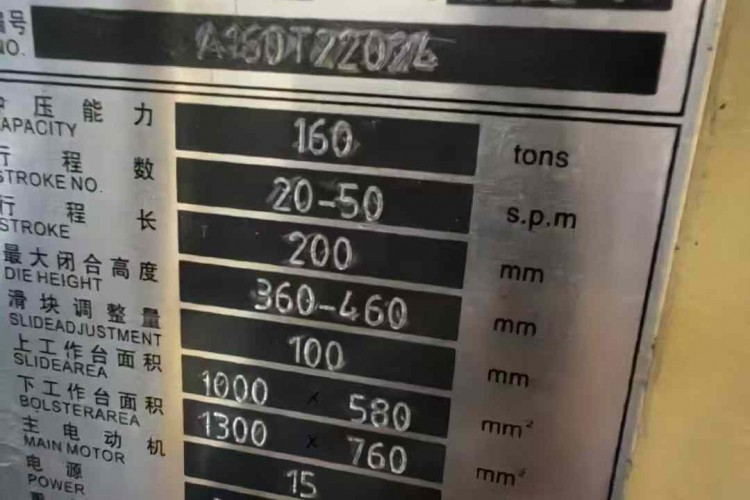 编号 A160T22024
NO.
冲压能力 160 tons
CAPACITY
行程数 20-50 s.p.m
STROKE NO.
行程长 200 mm
STROKE
最大闭合高度 360-460 mm
DIE HEIGHT
滑块调整量 100 mm
SLIDEADJUSTMENT
上工作台面积 1000 × 580 mm²
SLIDEAREA
下工作台面积 1300 × 760 mm²
BOLSTERAREA
主电动机 15
MAIN MOTOR
电源
POWER